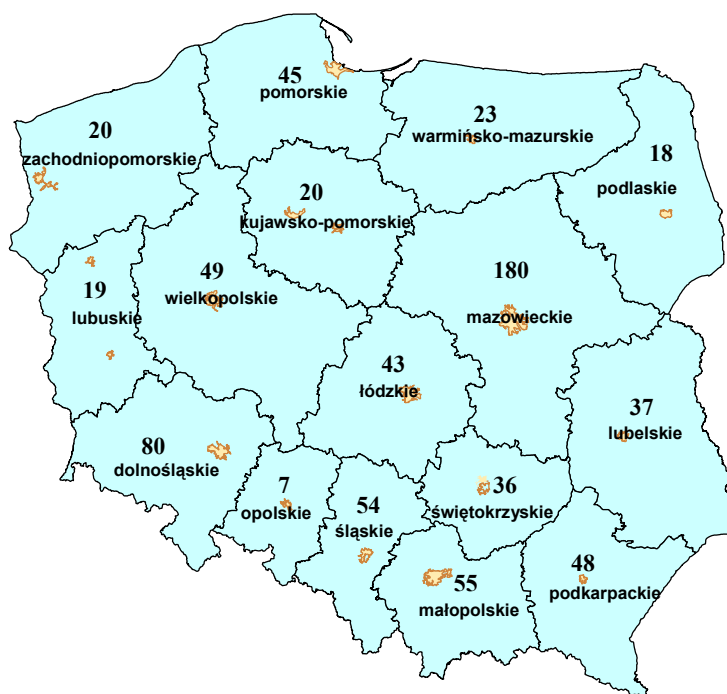 45
pomorskie
20
zachodniopomorskie
23
warmińsko-mazurskie
18
podlaskie
20
kujawsko-pomorskie
49
wielkopolskie
180
mazowieckie
19
lubuskie
43
łódzkie
37
lubelskie
80
dolnośląskie
7
opolskie
54
śląskie
36
świętokrzyskie
55
małopolskie
48
podkarpackie